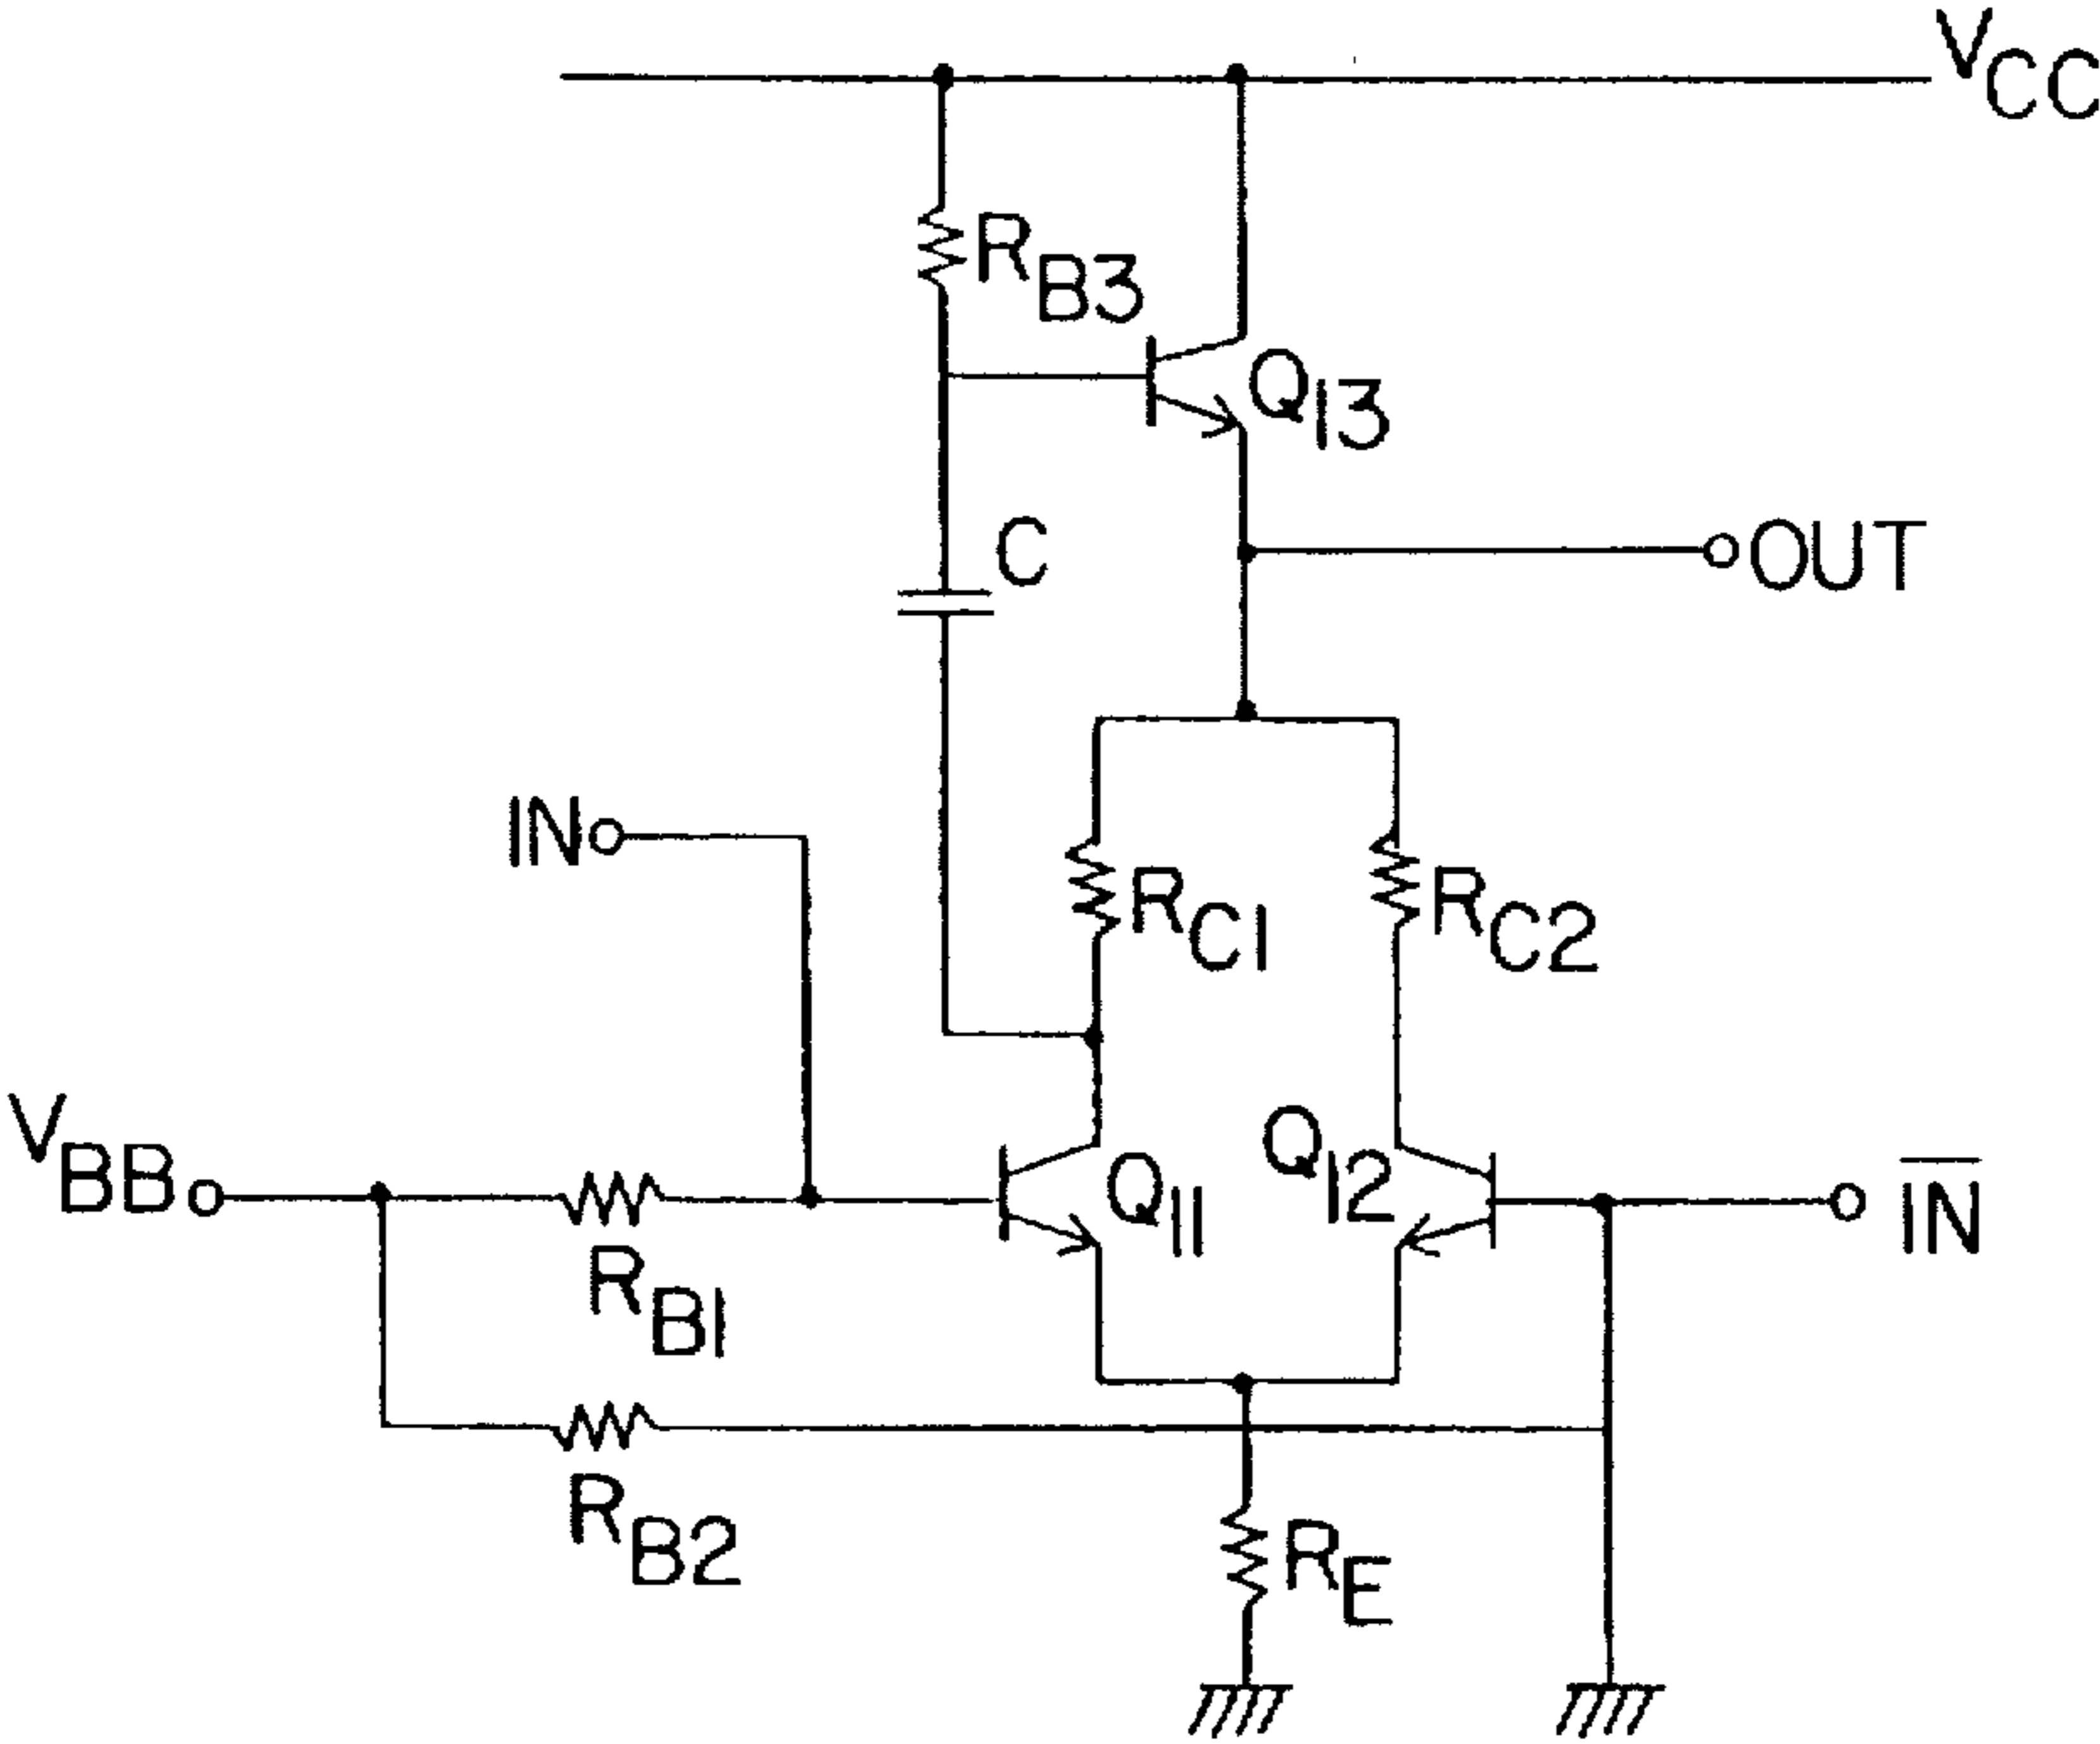 VCC
RB3
Q13
C
OUT
IN
RC1
RC2
VBB
Q11
Q12
IN
RB1
RB2
RE